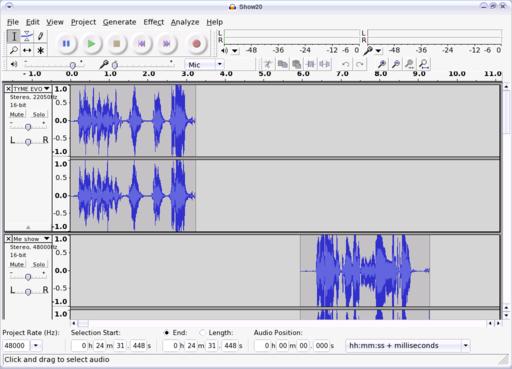 Show20
File Edit View Project Generate Effect Analyze Help
L
R
-48 -36 -24 -12 0
L
R
-48 -36 -24 -12 0
Mic
- 1.0 0.0 1.0 2.0 3.0 4.0 5.0 6.0 7.0 8.0 9.0 10.0 11.0
TYME EVO
Stereo, 22050Hz
16-bit
Mute Solo
- +
L R
1.0
0.5
0.0
-0.5
-1.0
1.0
0.5
0.0
-0.5
-1.0
Me show
Stereo, 48000Hz
16-bit
Mute Solo
- +
L R
1.0
0.5
0.0
-0.5
-1.0
1.0
Project Rate (Hz): Selection Start: End: Length: Audio Position:
48000 0 h 24 m 31 . 448 s 0 h 24 m 31 . 448 s 0 h 00 m 00 . 000 s hh:mm:ss + milliseconds
Click and drag to select audio